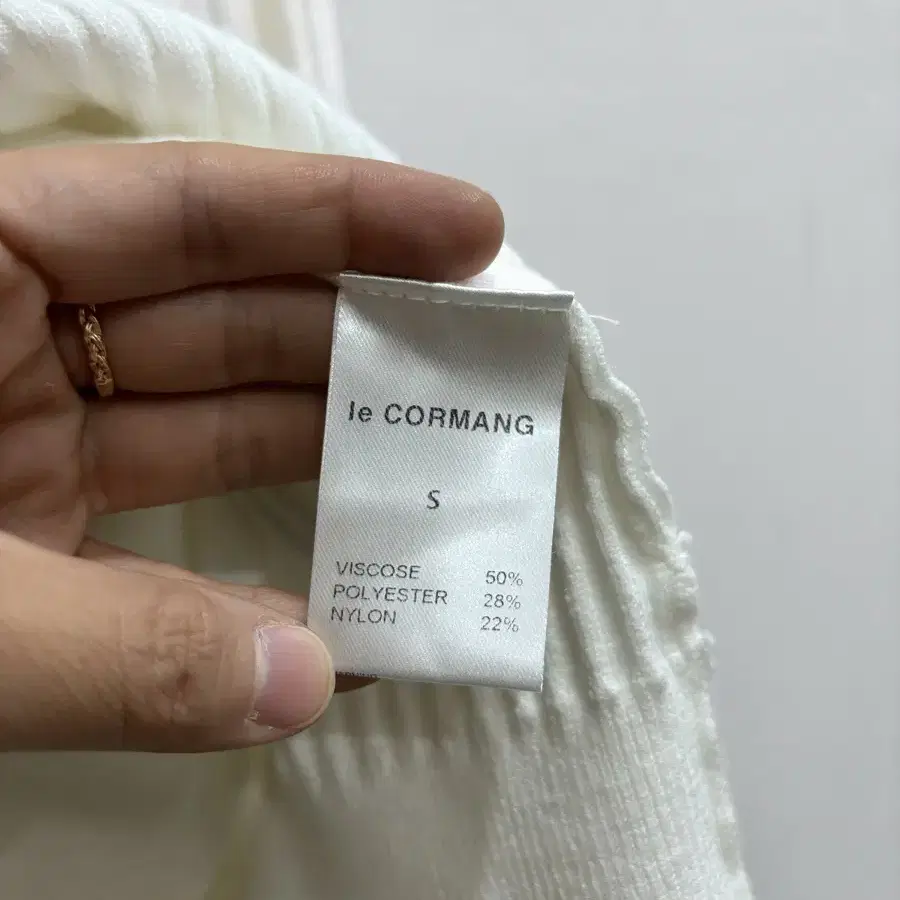 le CORMANG
S
VISCOSE 50%
POLYESTER 28%
NYLON 22%